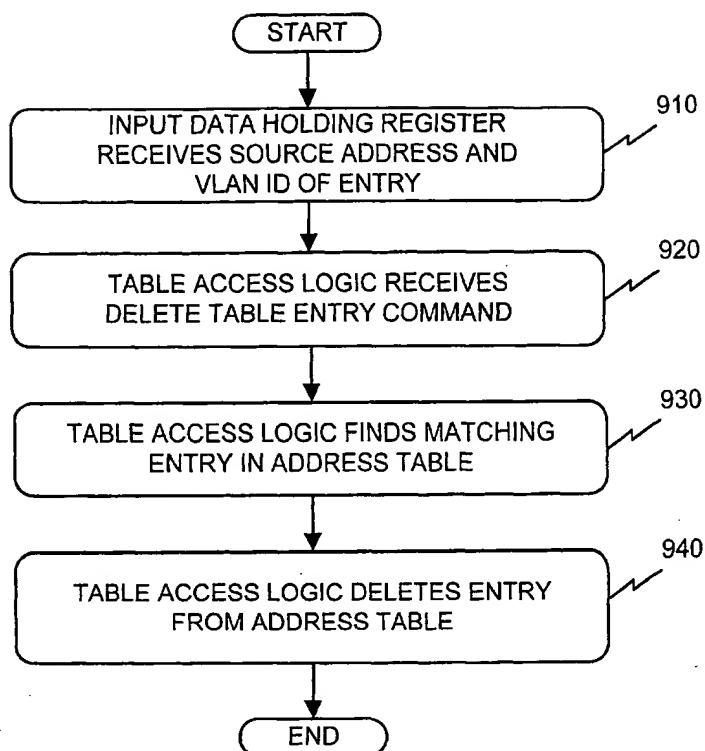 START
910
INPUT DATA HOLDING REGISTER
RECEIVES SOURCE ADDRESS AND
VLAN ID OF ENTRY
920
TABLE ACCESS LOGIC RECEIVES
DELETE TABLE ENTRY COMMAND
930
TABLE ACCESS LOGIC FINDS MATCHING
ENTRY IN ADDRESS TABLE
940
TABLE ACCESS LOGIC DELETES ENTRY
FROM ADDRESS TABLE
END